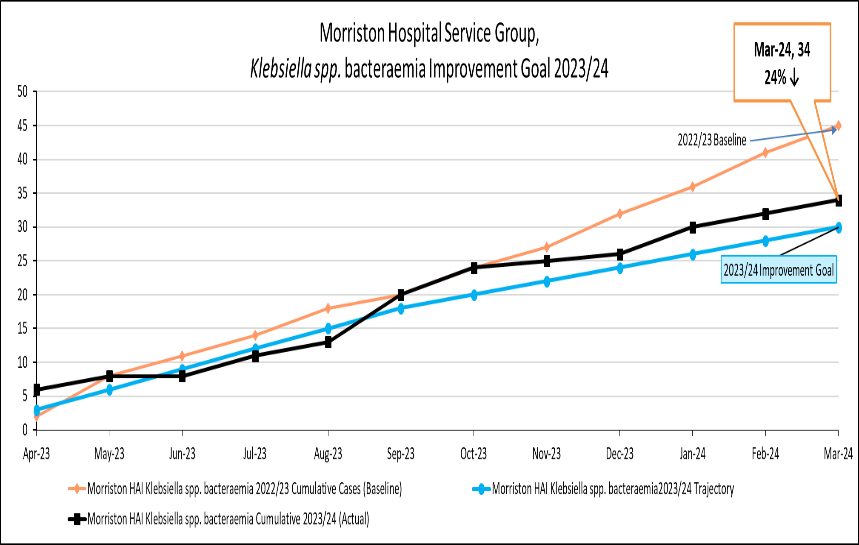 Morriston Hospital Service Group,
Klebsiella spp. bacteraemia Improvement Goal 2023/24
Mar-24, 34
24% ↓
50
45
40
35
30
25
20
15
10
5
0
2022/23 Baseline
2023/24 Improvement Goal
Apr-23 May-23 Jun-23 Jul-23 Aug-23 Sep-23 Oct-23 Nov-23 Dec-23 Jan-24 Feb-24 Mar-24
Morriston HAI Klebsiella spp. bacteraemia 2022/23 Cumulative Cases (Baseline)
Morriston HAI Klebsiella spp. bacteraemia2023/24 Trajectory
Morriston HAI Klebsiella spp. bacteraemia Cumulative 2023/24 (Actual)